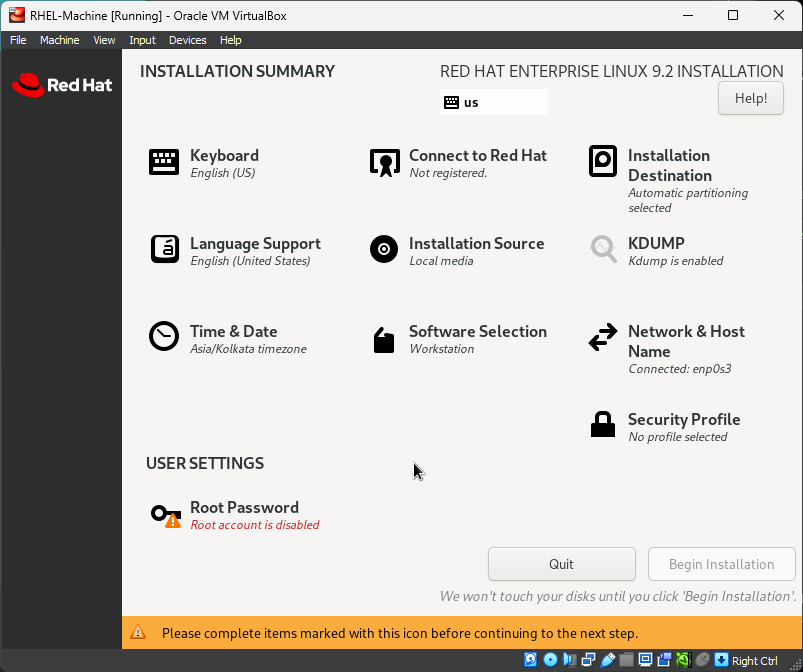 RHEL-Machine [Running] - Oracle VM VirtualBox
File Machine View Input Devices Help
Red Hat
INSTALLATION SUMMARY
RED HAT ENTERPRISE LINUX 9.2 INSTALLATION
us
Help!
Keyboard
English (US)
Connect to Red Hat
Not registered.
Installation
Destination
Automatic partitioning
selected
Language Support
English (United States)
Installation Source
Local media
KDUMP
Kdump is enabled
Time & Date
Asia/Kolkata timezone
Software Selection
Workstation
Network & Host
Name
Connected: enp0s3
Security Profile
No profile selected
USER SETTINGS
Root Password
Root account is disabled
Quit
Begin Installation
We won't touch your disks until you click 'Begin Installation'.
Please complete items marked with this icon before continuing to the next step.
Right Ctrl